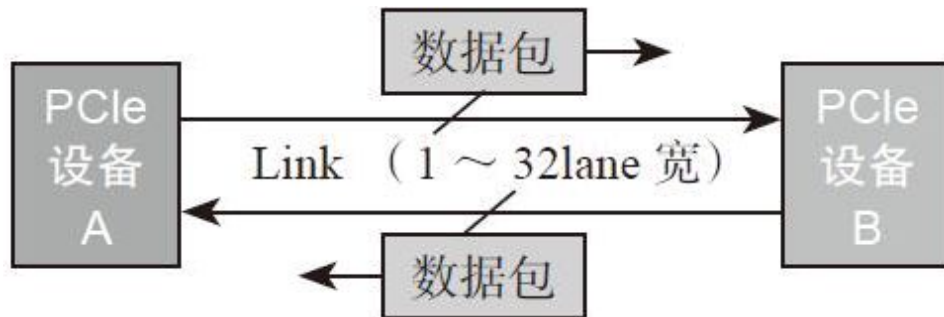 数据包
PCIe
设备
A
Link （1 ～ 32lane 宽）
PCIe
设备
B
数据包